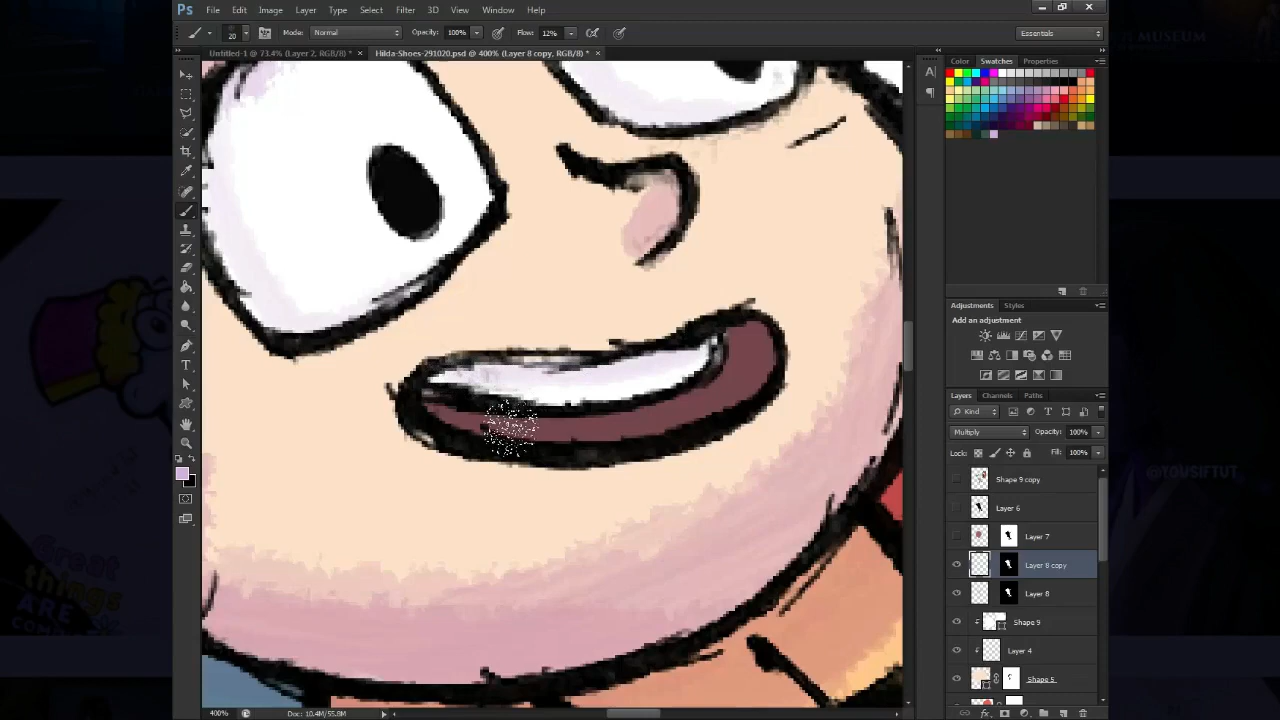 Ps File Edit Image Layer Type Select Filter 3D View Window Help
20 Mode: Normal Opacity: 100% Flow: 12% Essentials
Untitled-1 @ 73.4% (Layer 2, RGB/8) * × Hilda-Shoes-291020.psd @ 400% (Layer 8 copy, RGB/8) * ×
Color Swatches Properties
Adjustments Styles
Add an adjustment
Layers Channels Paths
Kind
Multiply Opacity: 100%
Lock: Fill: 100%
Shape 9 copy
Layer 6
Layer 7
Layer 8 copy
Layer 8
Shape 9
Layer 4
Shape 5
400% Doc: 10.4M/55.8M
MUSEUM
@YOUSIFTUT
Great
things
ARE
COM